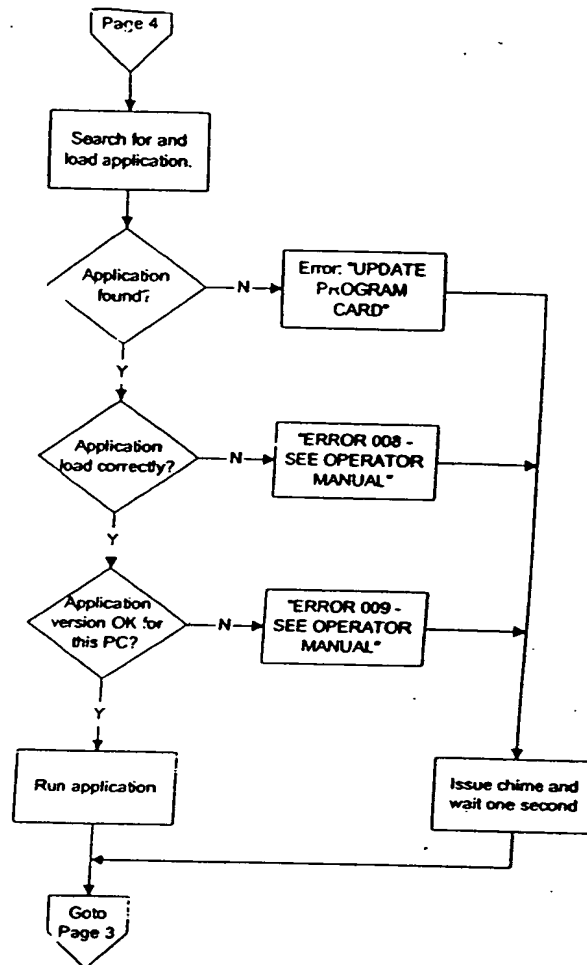 Page 4
Search for and
load application.
Application
found?
N
Error: "UPDATE
PROGRAM
CARD"
Y
Application
load correctly?
N
"ERROR 008 -
SEE OPERATOR
MANUAL"
Y
Application
version OK for
this PC?
N
"ERROR 009 -
SEE OPERATOR
MANUAL"
Y
Run application
Issue chime and
wait one second
Goto
Page 3